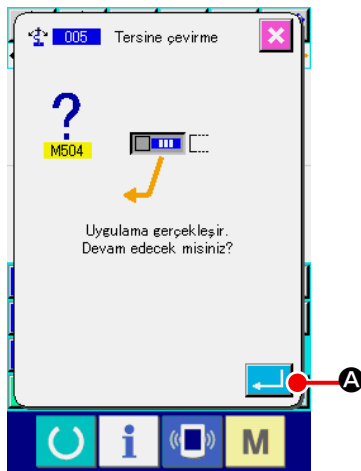 005 Tersine çevirme
?
M504
Uygulama gerçekleşir.
Devam edecek misiniz?
A
i
M